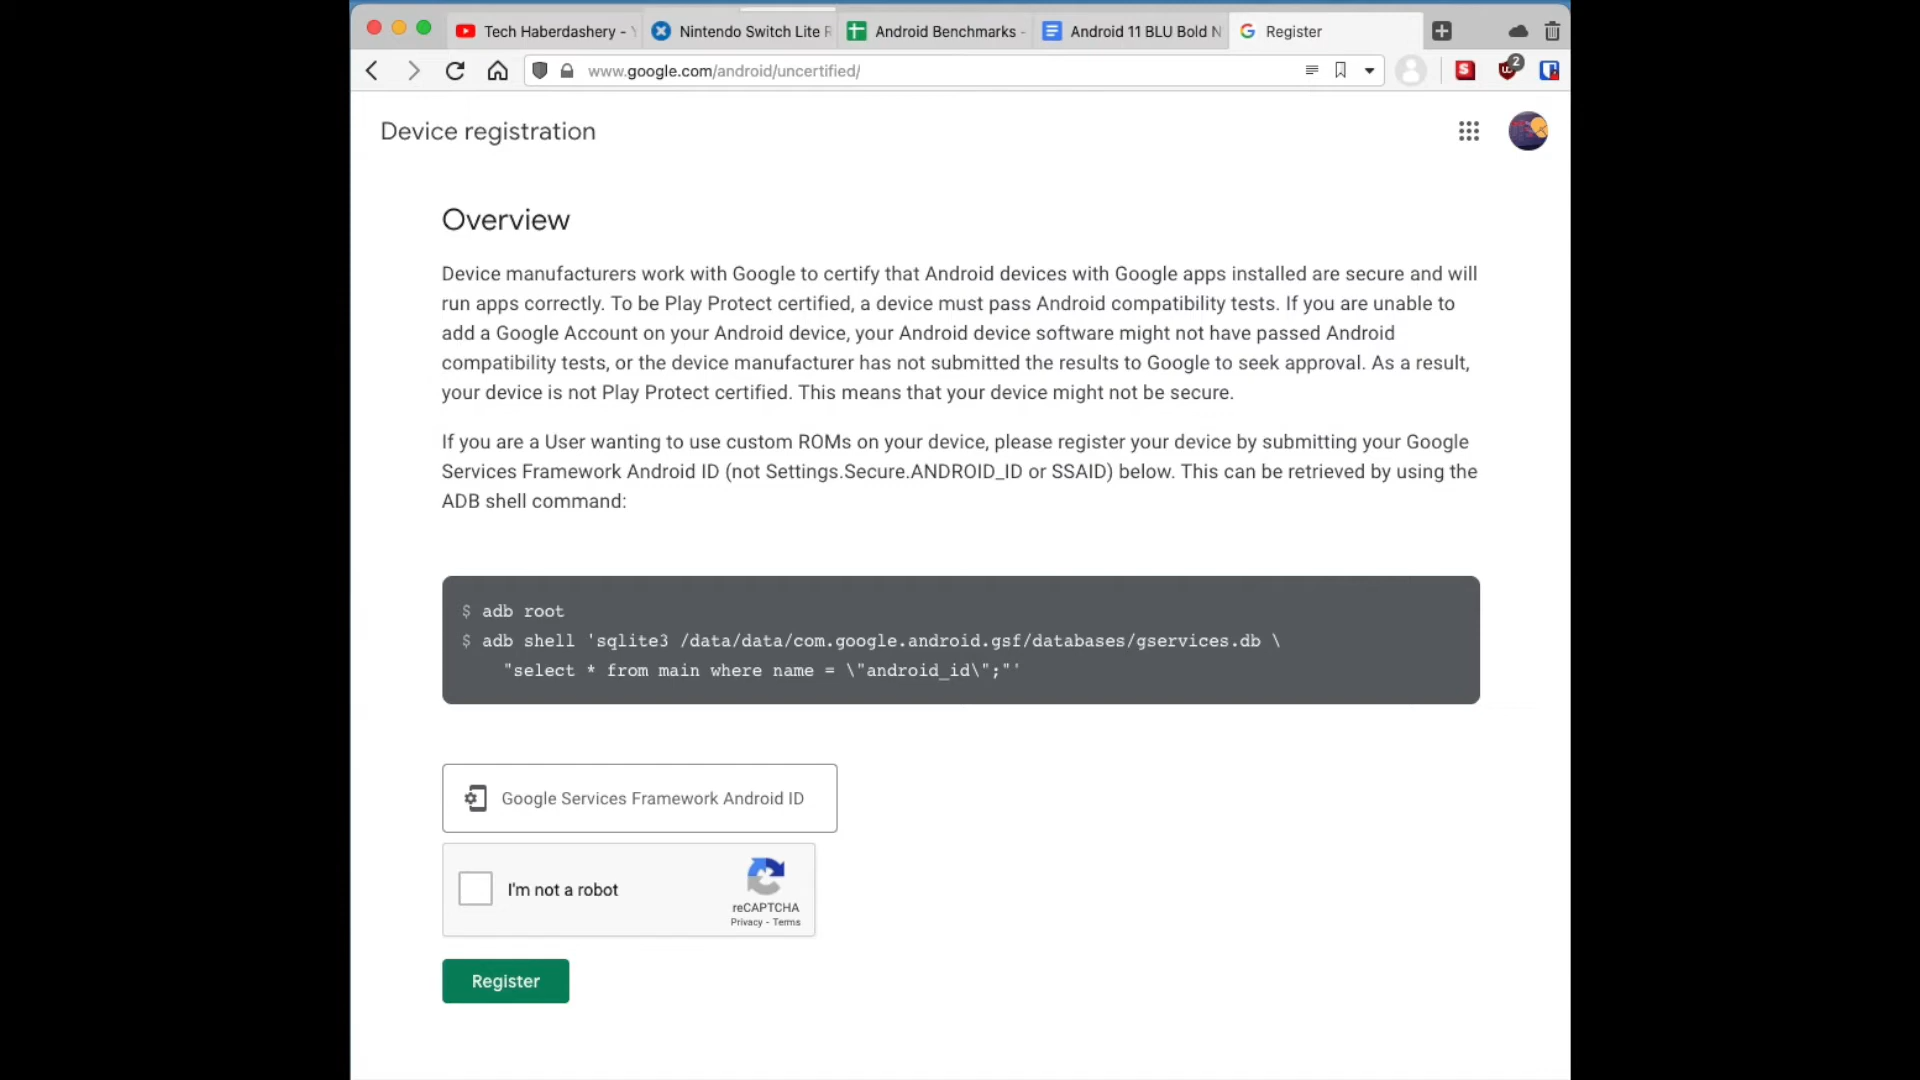 Tech Haberdashery -
Nintendo Switch Lite
Android Benchmarks -
Android 11 BLU Bold N
Register
www.google.com/android/uncertified/
2
Device registration
Overview
Device manufacturers work with Google to certify that Android devices with Google apps installed are secure and will
run apps correctly. To be Play Protect certified, a device must pass Android compatibility tests. If you are unable to
add a Google Account on your Android device, your Android device software might not have passed Android
compatibility tests, or the device manufacturer has not submitted the results to Google to seek approval. As a result,
your device is not Play Protect certified. This means that your device might not be secure.
If you are a User wanting to use custom ROMs on your device, please register your device by submitting your Google
Services Framework Android ID (not Settings.Secure.ANDROID_ID or SSAID) below. This can be retrieved by using the
ADB shell command:
$ adb root
$ adb shell 'sqlite3 /data/data/com.google.android.gsf/databases/gservices.db \
"select * from main where name = \"android_id\";"'
Google Services Framework Android ID
I'm not a robot
reCAPTCHA
Privacy - Terms
Register